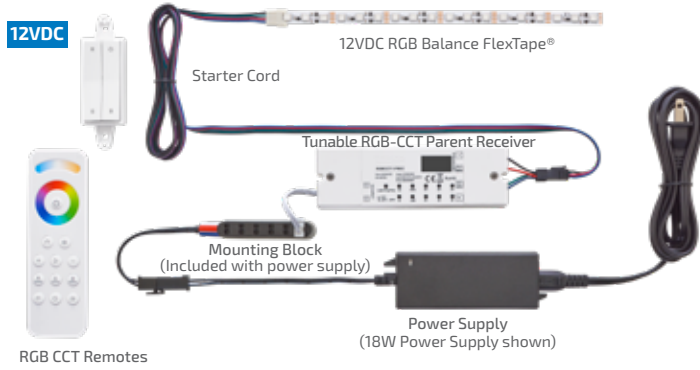 12VDC
12VDC RGB Balance FlexTape®
Starter Cord
Tunable RGB-CCT Parent Receiver
Mounting Block
(Included with power supply)
Power Supply
(18W Power Supply shown)
RGB CCT Remotes